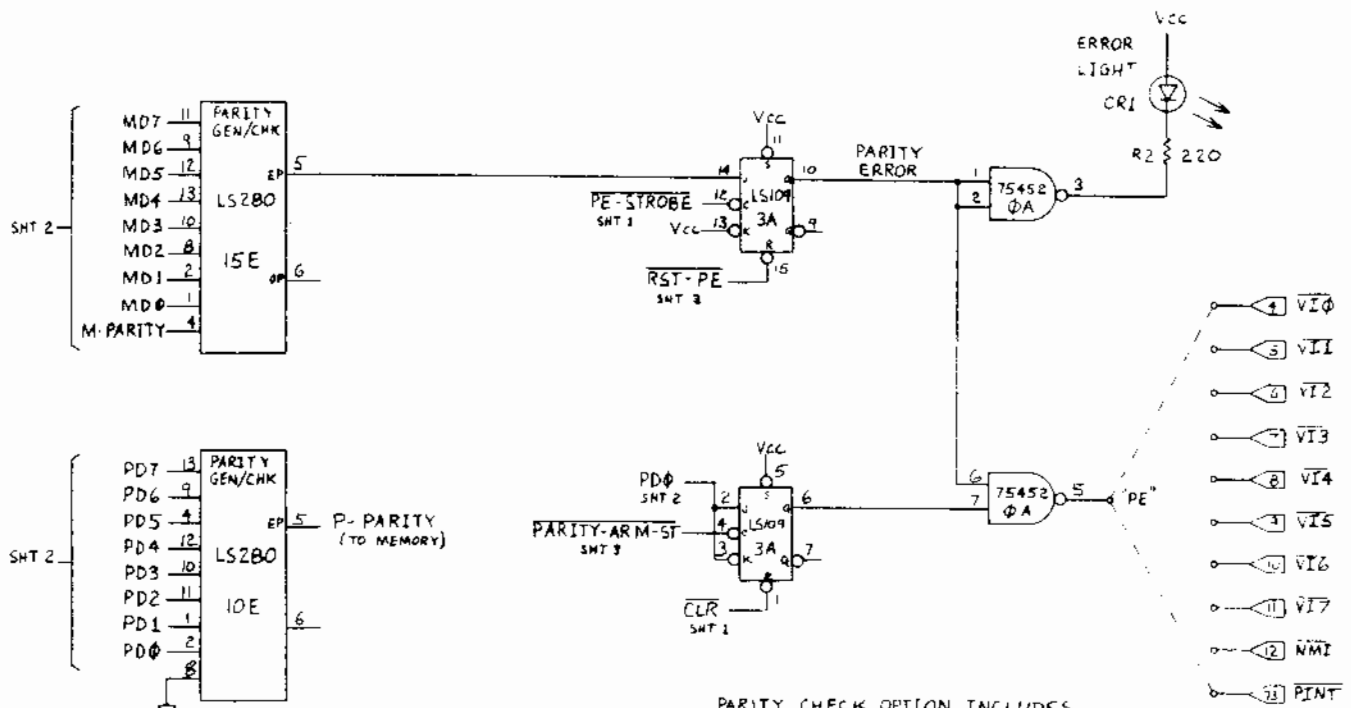 Vcc
ERROR
LIGHT
CR1
R2 220
SHT 2
MD7 11
MD6 9
MD5 12
MD4 13
MD3 10
MD2 8
MD1 2
MD0 1
M-PARITY 4
PARITY
GEN/CHK
EP 5
LS280
15E
OP 6
Vcc
11
S
14 J Q 10
PE-STROBE 12 C
SHT 1
LS109
3A
Vcc 13 K Q 9
R
15
RST-PE
SHT 3
PARITY
ERROR
1
2
75452
ØA
3
SHT 2
PD7 13
PD6 9
PD5 4
PD4 12
PD3 10
PD2 11
PD1 1
PDØ 2
8
PARITY
GEN/CHK
EP 5
LS280
10E
6
P-PARITY
(TO MEMORY)
Vcc
5
S
PDØ
SHT 2
2 J Q 6
PARITY-ARM-ST 4 C
SHT 3
LS109
3A
3 K Q 7
R
1
CLR
SHT 1
6
7
75452
ØA
5
"PE"
4 VIØ
5 VI1
6 VI2
7 VI3
8 VI4
9 VI5
10 VI6
11 VI7
12 NMI
73 PINT
PARITY CHECK OPTION INCLUDES